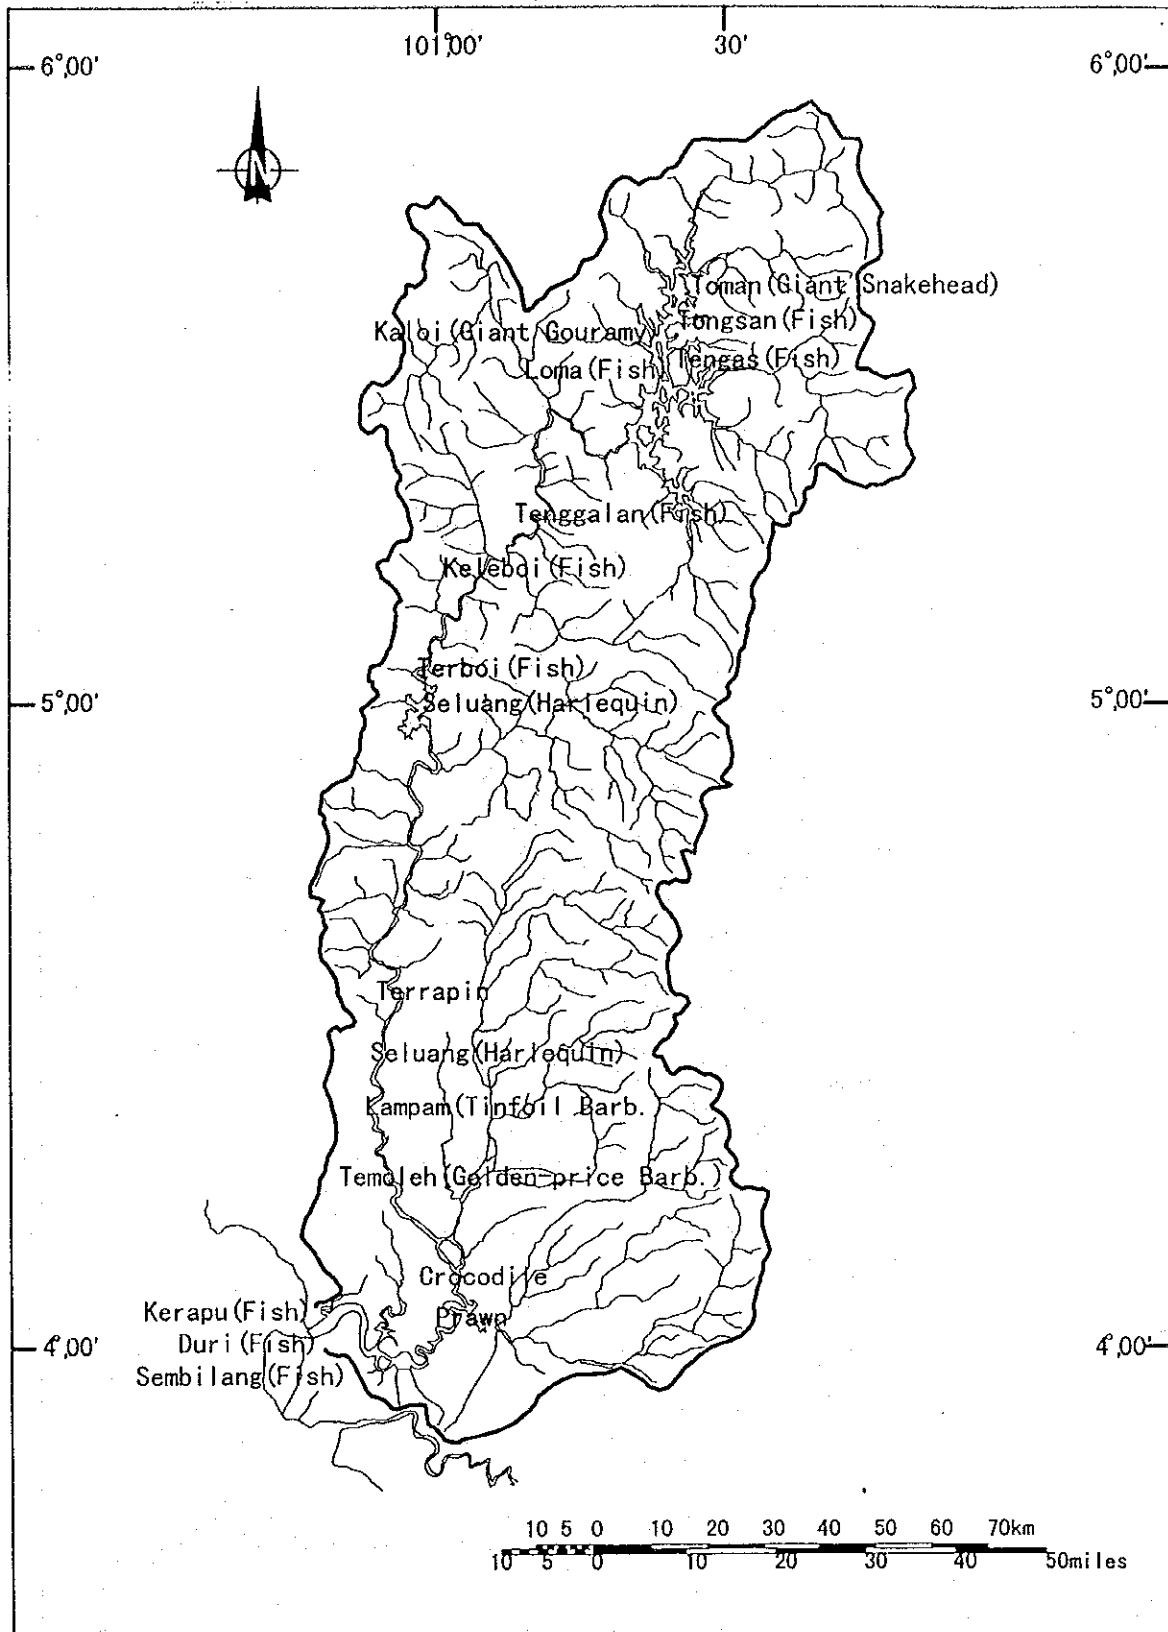 101°00' 30'
6°00' 6°00'
N
Toman(Giant Snakehead)
Kaloi(Giant Gouramy) Tongsan(Fish)
Loma(Fish) Tengas(Fish)
Tenggalan(Fish)
Keleboi(Fish)
Terboi(Fish)
5°00' Seluang(Harlequin) 5°00'
Terrapin
Seluang(Harlequin)
Lampam(Tinfoil Barb.
Temoleh(Golden-price Barb.)
Crocodile
Kerapu(Fish) Prawn
4°00' Duri(Fish) 4°00'
Sembilang(Fish)
10 5 0 10 20 30 40 50 60 70km
10 5 0 10 20 30 40 50miles